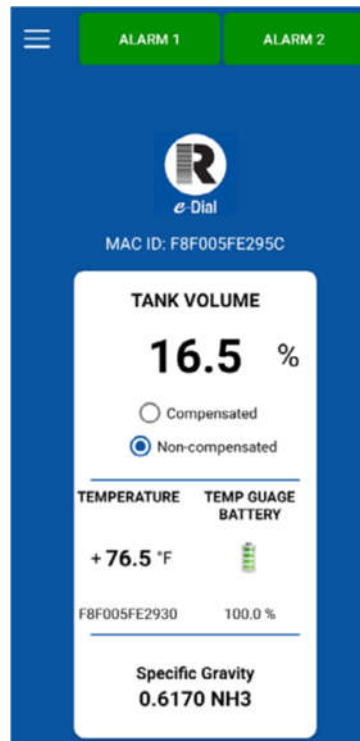 ALARM 1 ALARM 2
R
e-Dial
MAC ID: F8F005FE295C
TANK VOLUME
16.5 %
Compensated
Non-compensated
TEMPERATURE TEMP GUAGE
BATTERY
+ 76.5 °F
F8F005FE2930 100.0 %
Specific Gravity
0.6170 NH3